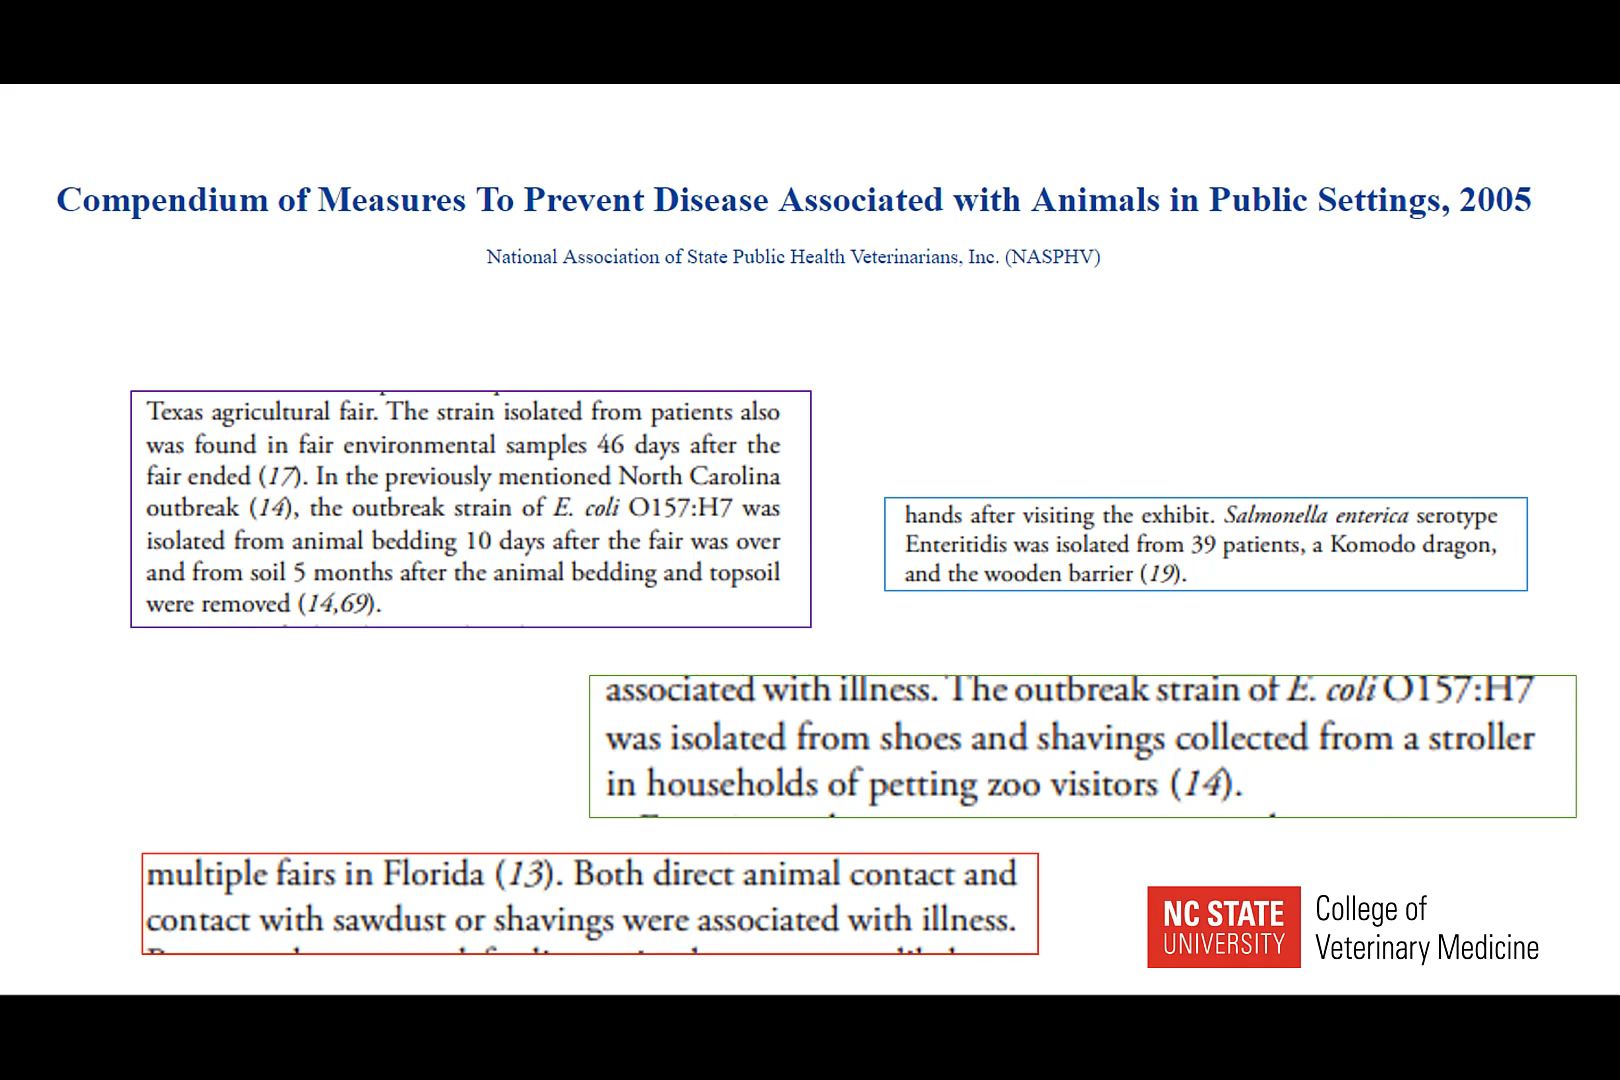 Compendium of Measures To Prevent Disease Associated with Animals in Public Settings, 2005
National Association of State Public Health Veterinarians, Inc. (NASPHV)
Texas agricultural fair. The strain isolated from patients also
was found in fair environmental samples 46 days after the
fair ended (17). In the previously mentioned North Carolina
outbreak (14), the outbreak strain of E. coli O157:H7 was
isolated from animal bedding 10 days after the fair was over
and from soil 5 months after the animal bedding and topsoil
were removed (14,69).
hands after visiting the exhibit. Salmonella enterica serotype
Enteritidis was isolated from 39 patients, a Komodo dragon,
and the wooden barrier (19).
associated with illness. The outbreak strain of E. coli O157:H7
was isolated from shoes and shavings collected from a stroller
in households of petting zoo visitors (14).
multiple fairs in Florida (13). Both direct animal contact and
contact with sawdust or shavings were associated with illness.
NC STATE
UNIVERSITY
College of
Veterinary Medicine